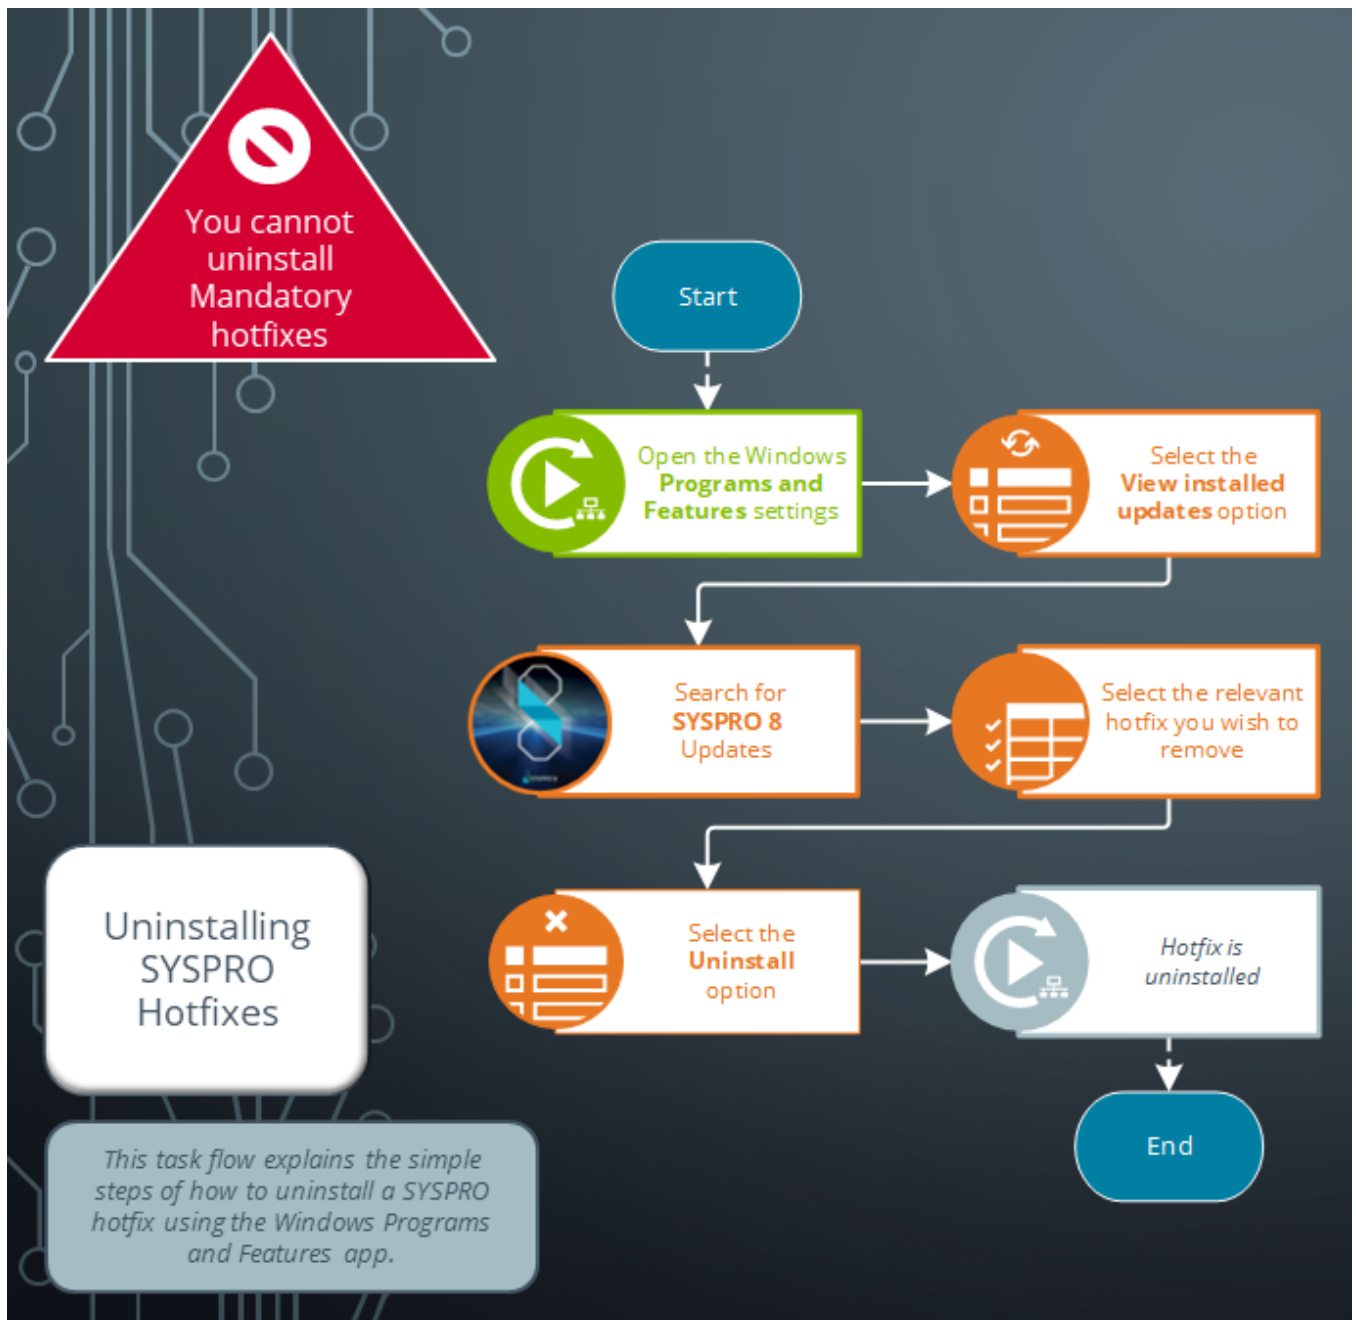 You cannot
uninstall
Mandatory
hotfixes
Start
Open the Windows
Programs and
Features settings
Select the
View installed
updates option
Search for
SYSPRO 8
Updates
Select the relevant
hotfix you wish to
remove
Select the
Uninstall
option
Hotfix is
uninstalled
End
Uninstalling
SYSPRO
Hotfixes
This task flow explains the simple
steps of how to uninstall a SYSPRO
hotfix using the Windows Programs
and Features app.